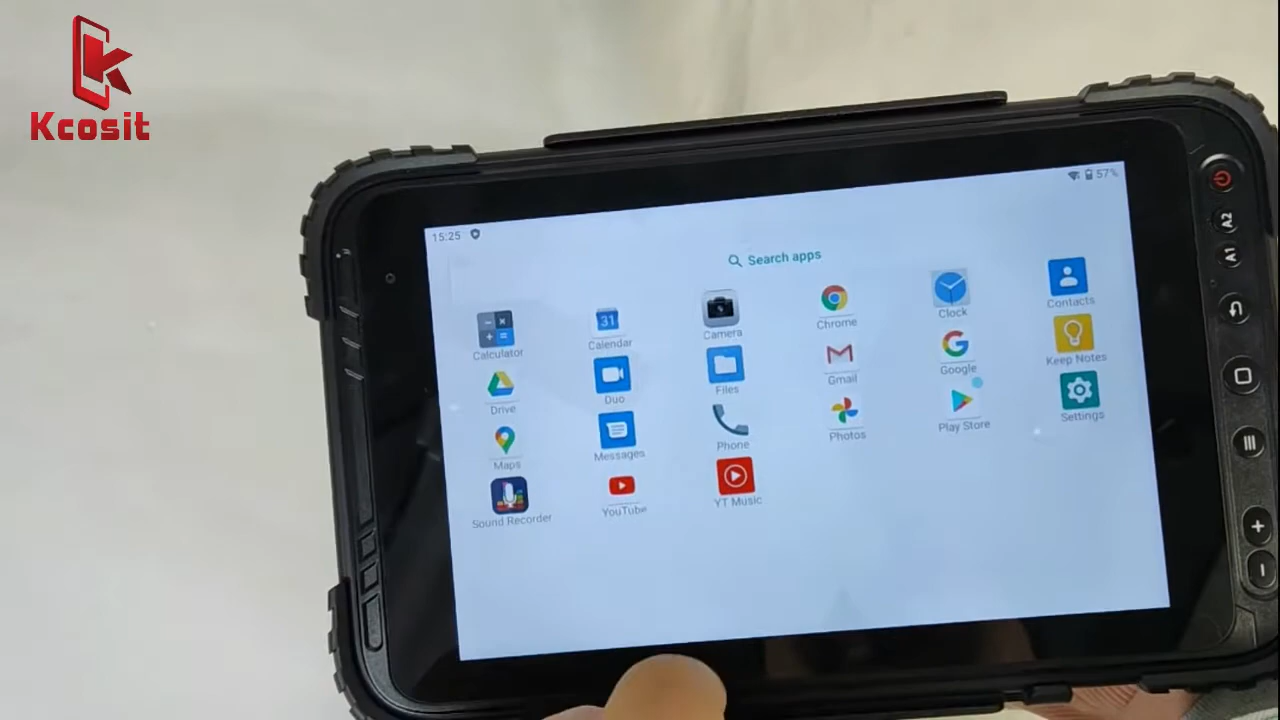 Kcosit
15:25
57%
Search apps
Calculator
Calendar
31
Camera
Chrome
Clock
Contacts
Drive
Duo
Files
Gmail
Google
Keep Notes
Maps
Messages
Phone
Photos
Play Store
Settings
Sound Recorder
YouTube
YT Music
A2
A1